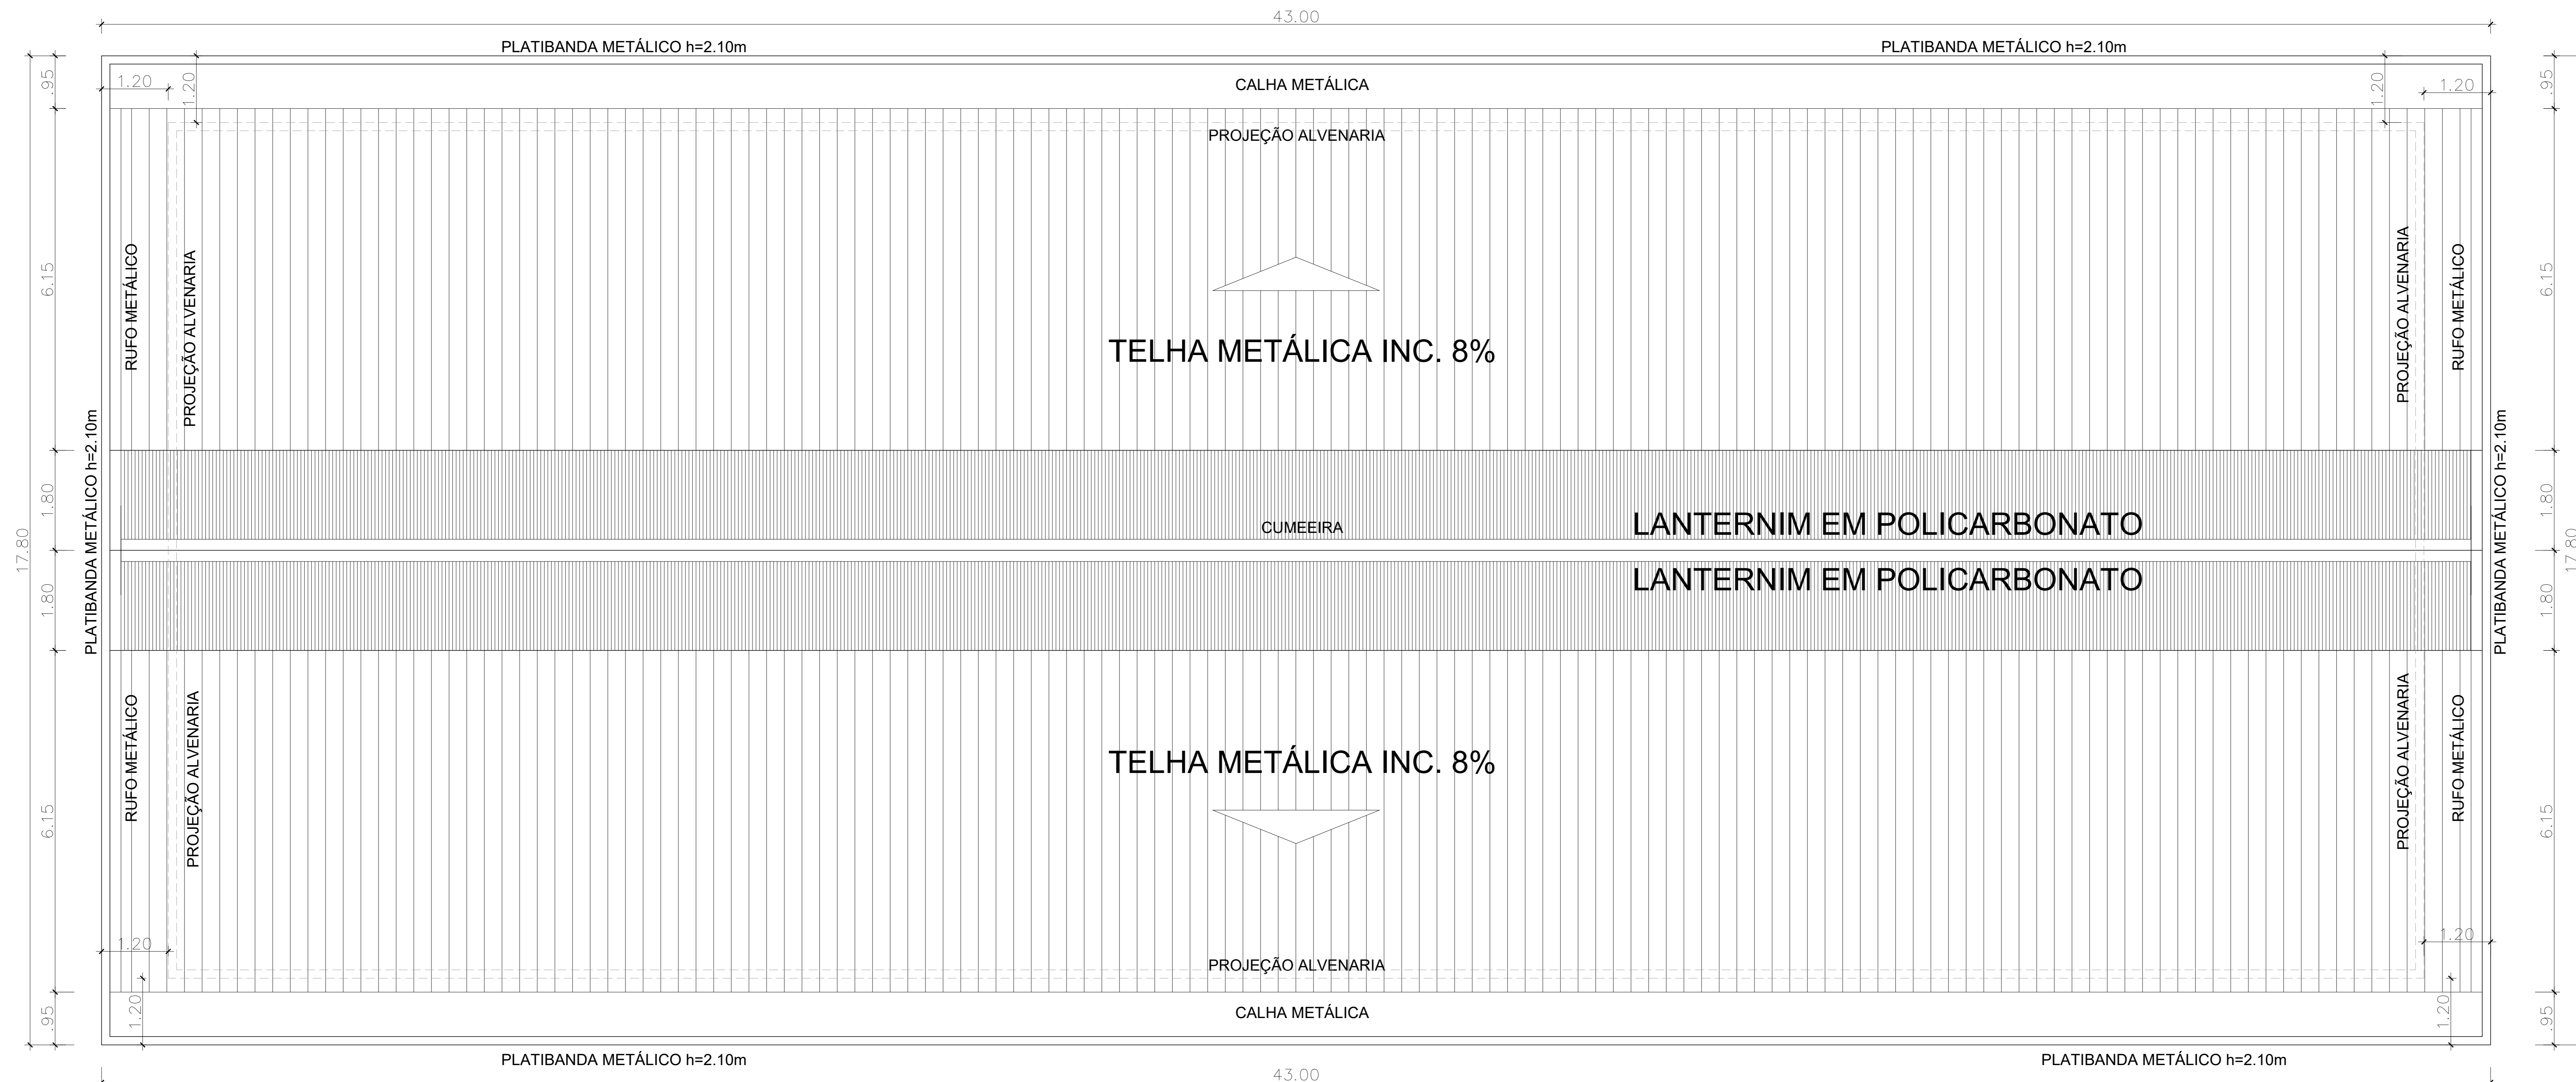 43.00
PLATIBANDA METÁLICO h=2.10m
PLATIBANDA METÁLICO h=2.10m
.95
1.20
1.20
CALHA METÁLICA
1.20
1.20
.95
PROJEÇÃO ALVENARIA
6.15
RUFO METÁLICO
PROJEÇÃO ALVENARIA
TELHA METÁLICA INC. 8%
PROJEÇÃO ALVENARIA
RUFO METÁLICO
6.15
PLATIBANDA METÁLICO h=2.10m
PLATIBANDA METÁLICO h=2.10m
17.80
1.80
CUMEEIRA
LANTERNIM EM POLICARBONATO
1.80
17.80
1.80
LANTERNIM EM POLICARBONATO
1.80
6.15
RUFO METÁLICO
PROJEÇÃO ALVENARIA
TELHA METÁLICA INC. 8%
PROJEÇÃO ALVENARIA
RUFO METÁLICO
6.15
1.20
1.20
PROJEÇÃO ALVENARIA
.95
1.20
CALHA METÁLICA
1.20
.95
PLATIBANDA METÁLICO h=2.10m
PLATIBANDA METÁLICO h=2.10m
43.00